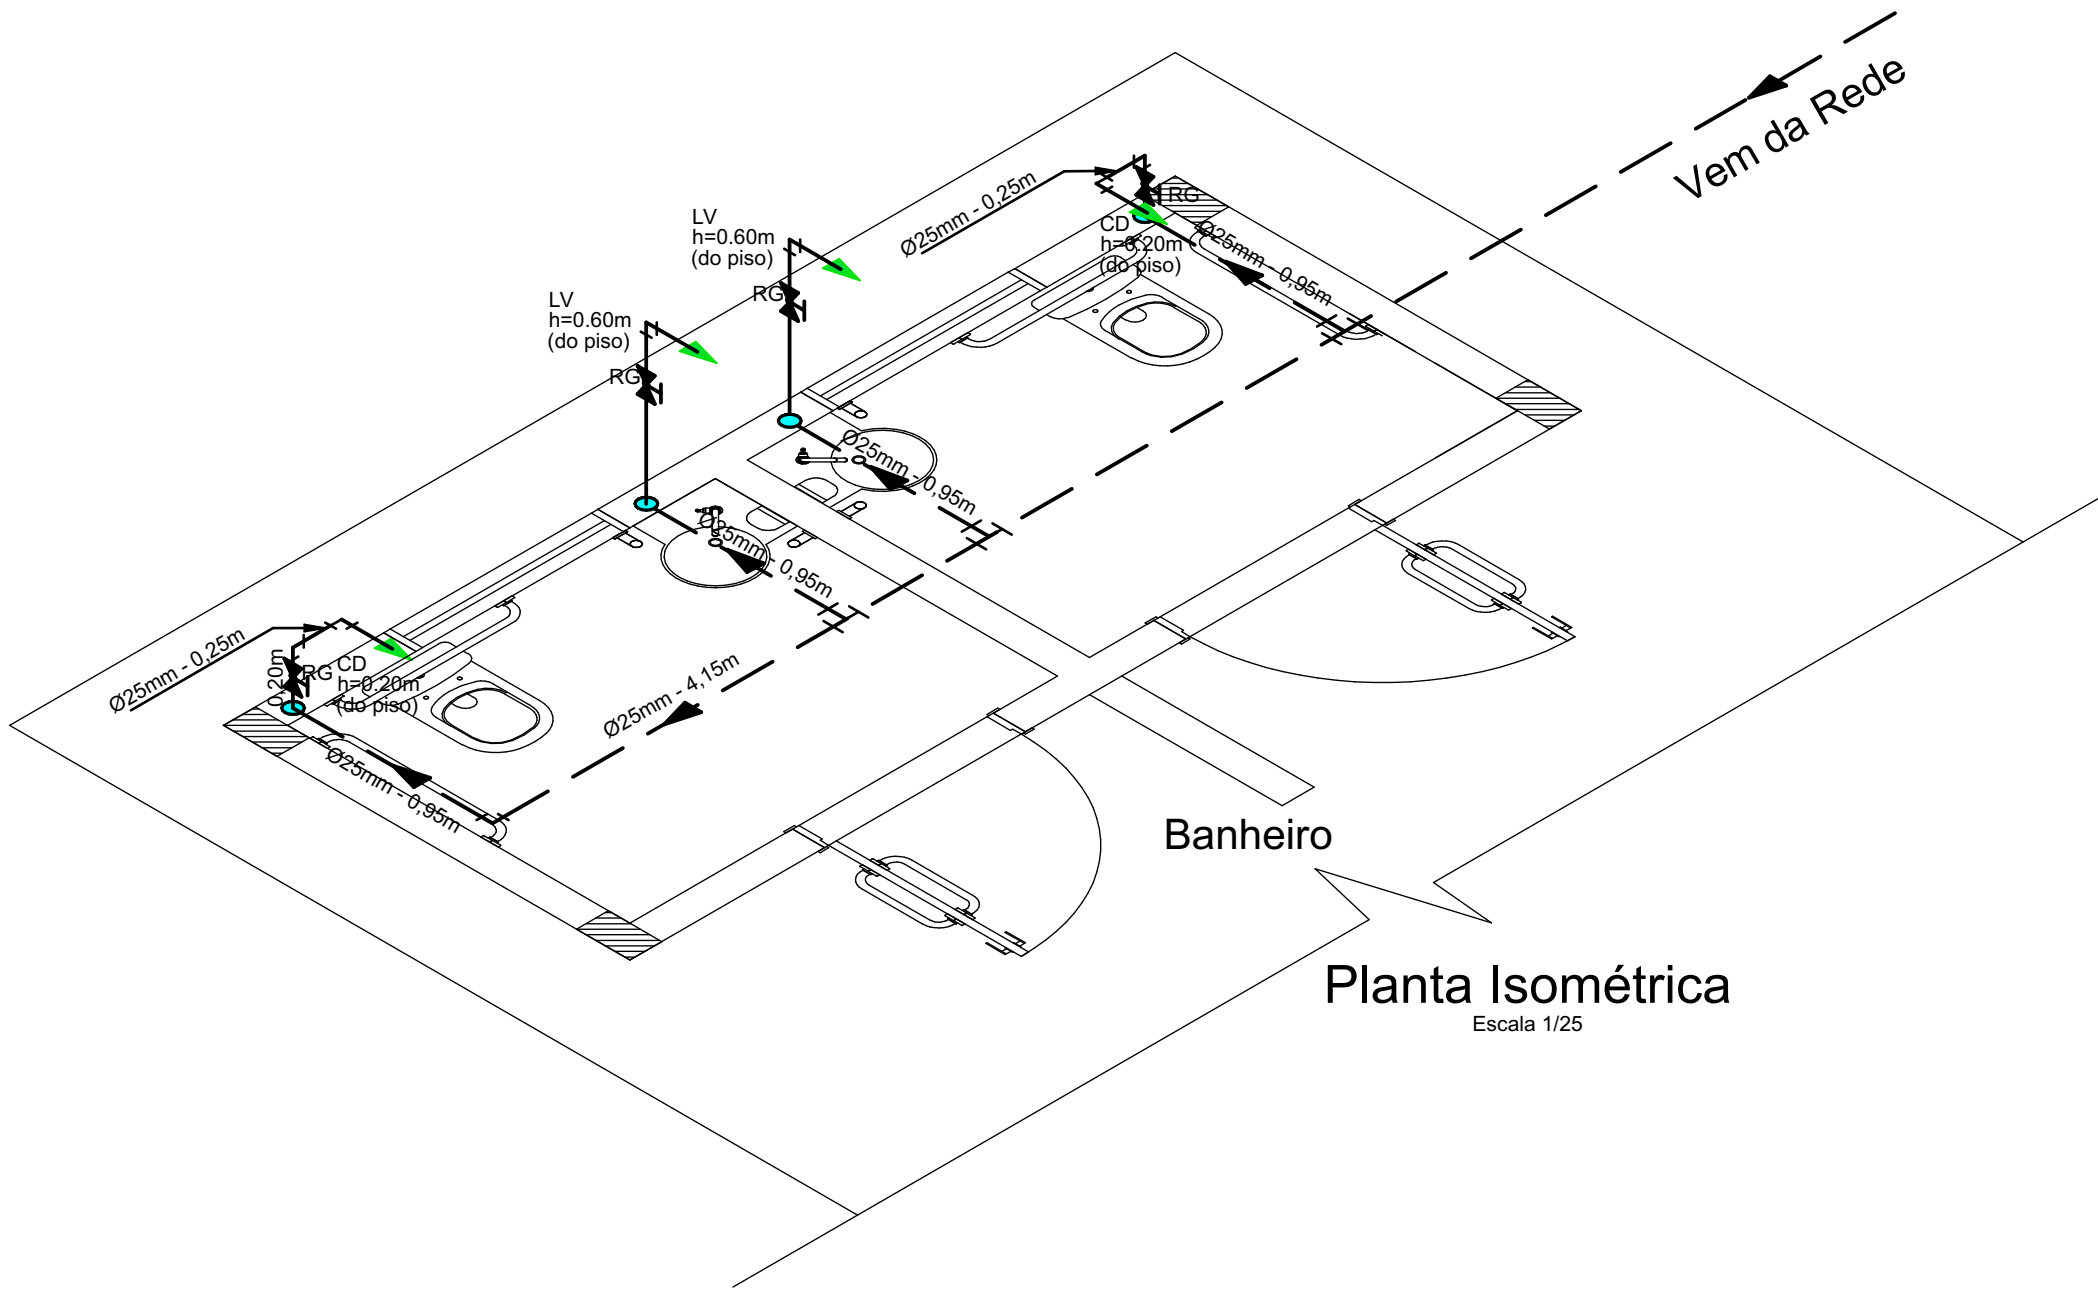 Vem da Rede
Ø25mm - 0,25m
RG
CD
h=0.20m
(do piso)
Ø25mm - 0,95m
LV
h=0.60m
(do piso)
RG
Ø25mm - 0,95m
LV
h=0.60m
(do piso)
RG
Ø25mm - 0,95m
Ø25mm - 0,25m
0,20m
RG
CD
h=0.20m
(do piso)
Ø25mm - 0,95m
Ø25mm - 4,15m
Banheiro
Planta Isométrica
Escala 1/25